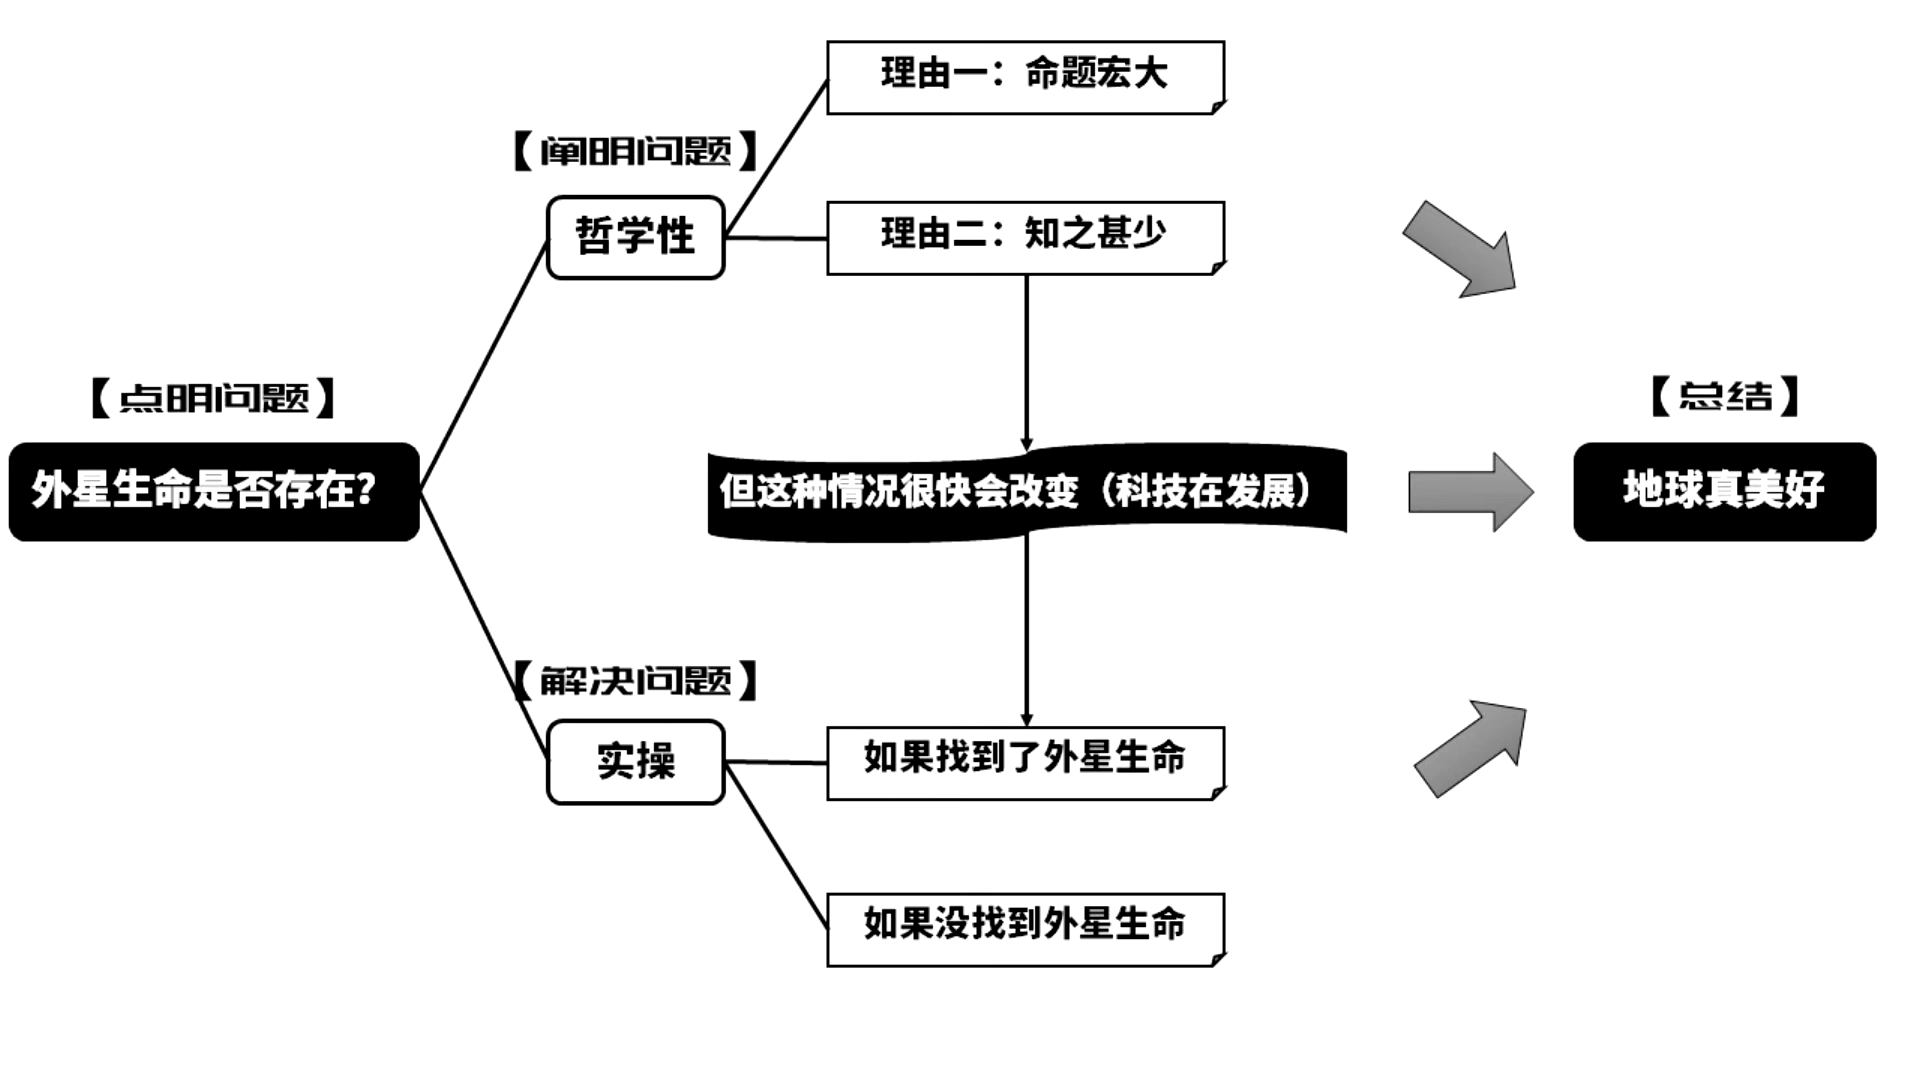 【点明问题】
外星生命是否存在？
【阐明问题】
哲学性
理由一：命题宏大
理由二：知之甚少
但这种情况很快会改变（科技在发展）
【解决问题】
实操
如果找到了外星生命
如果没找到外星生命
【总结】
地球真美好